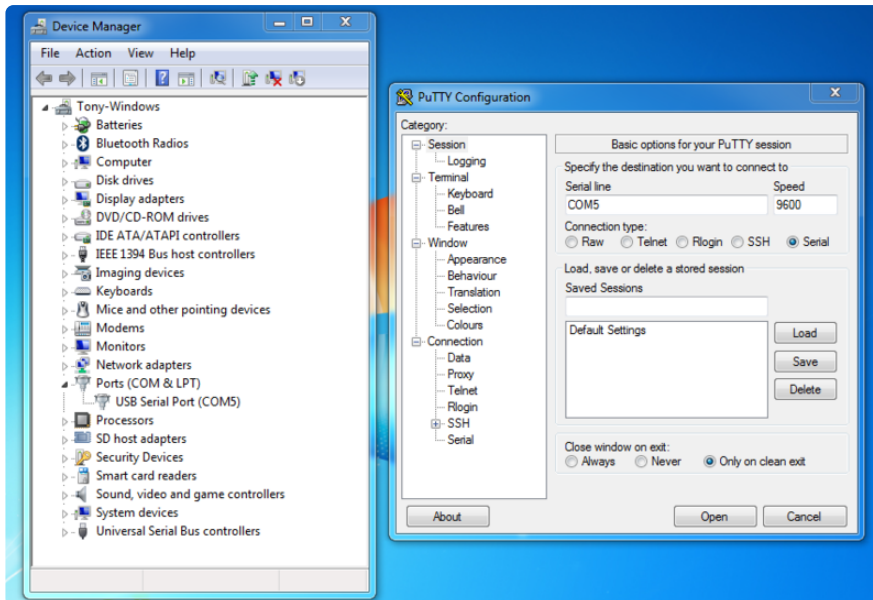 Device Manager
File Action View Help
Tony-Windows
Batteries
Bluetooth Radios
Computer
Disk drives
Display adapters
DVD/CD-ROM drives
IDE ATA/ATAPI controllers
IEEE 1394 Bus host controllers
Imaging devices
Keyboards
Mice and other pointing devices
Modems
Monitors
Network adapters
Ports (COM & LPT)
USB Serial Port (COM5)
Processors
SD host adapters
Security Devices
Smart card readers
Sound, video and game controllers
System devices
Universal Serial Bus controllers
PuTTY Configuration
Category:
Session
Logging
Terminal
Keyboard
Bell
Features
Window
Appearance
Behaviour
Translation
Selection
Colours
Connection
Data
Proxy
Telnet
Rlogin
SSH
Serial
Basic options for your PuTTY session
Specify the destination you want to connect to
Serial line Speed
COM5 9600
Connection type:
Raw Telnet Rlogin SSH Serial
Load, save or delete a stored session
Saved Sessions
Default Settings
Load
Save
Delete
Close window on exit:
Always Never Only on clean exit
About Open Cancel